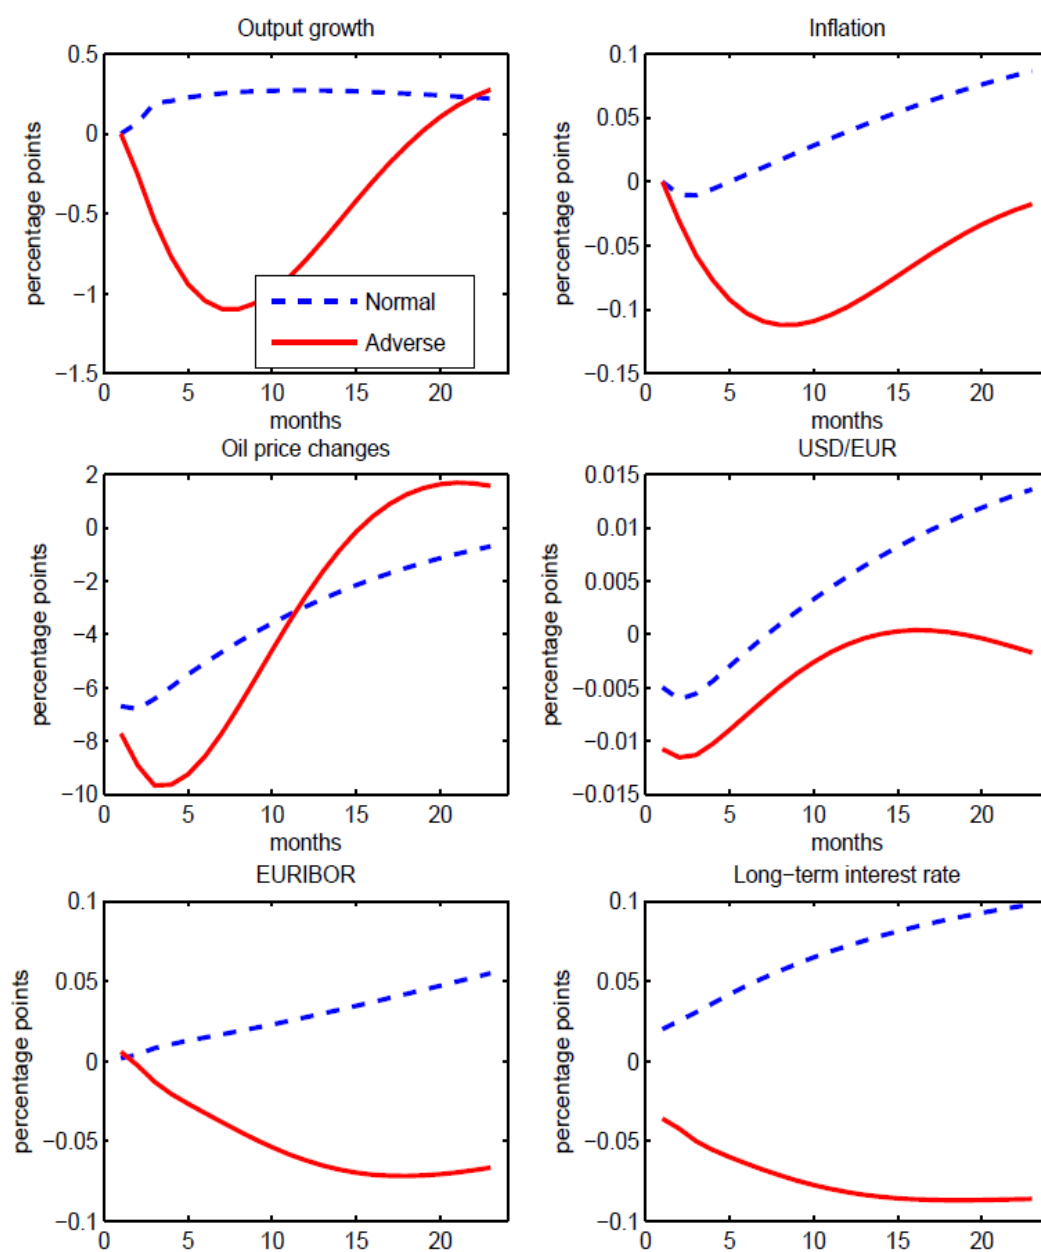 Output growth
percentage points
0.5
0
−0.5
−1
−1.5
0 5 10 15 20
months
Normal
Adverse
Inflation
percentage points
0.1
0.05
0
−0.05
−0.1
−0.15
0 5 10 15 20
months
Oil price changes
percentage points
2
0
−2
−4
−6
−8
−10
0 5 10 15 20
months
USD/EUR
percentage points
0.015
0.01
0.005
0
−0.005
−0.01
−0.015
0 5 10 15 20
months
EURIBOR
percentage points
0.1
0.05
0
−0.05
−0.1
0 5 10 15 20
Long−term interest rate
percentage points
0.1
0.05
0
−0.05
−0.1
0 5 10 15 20